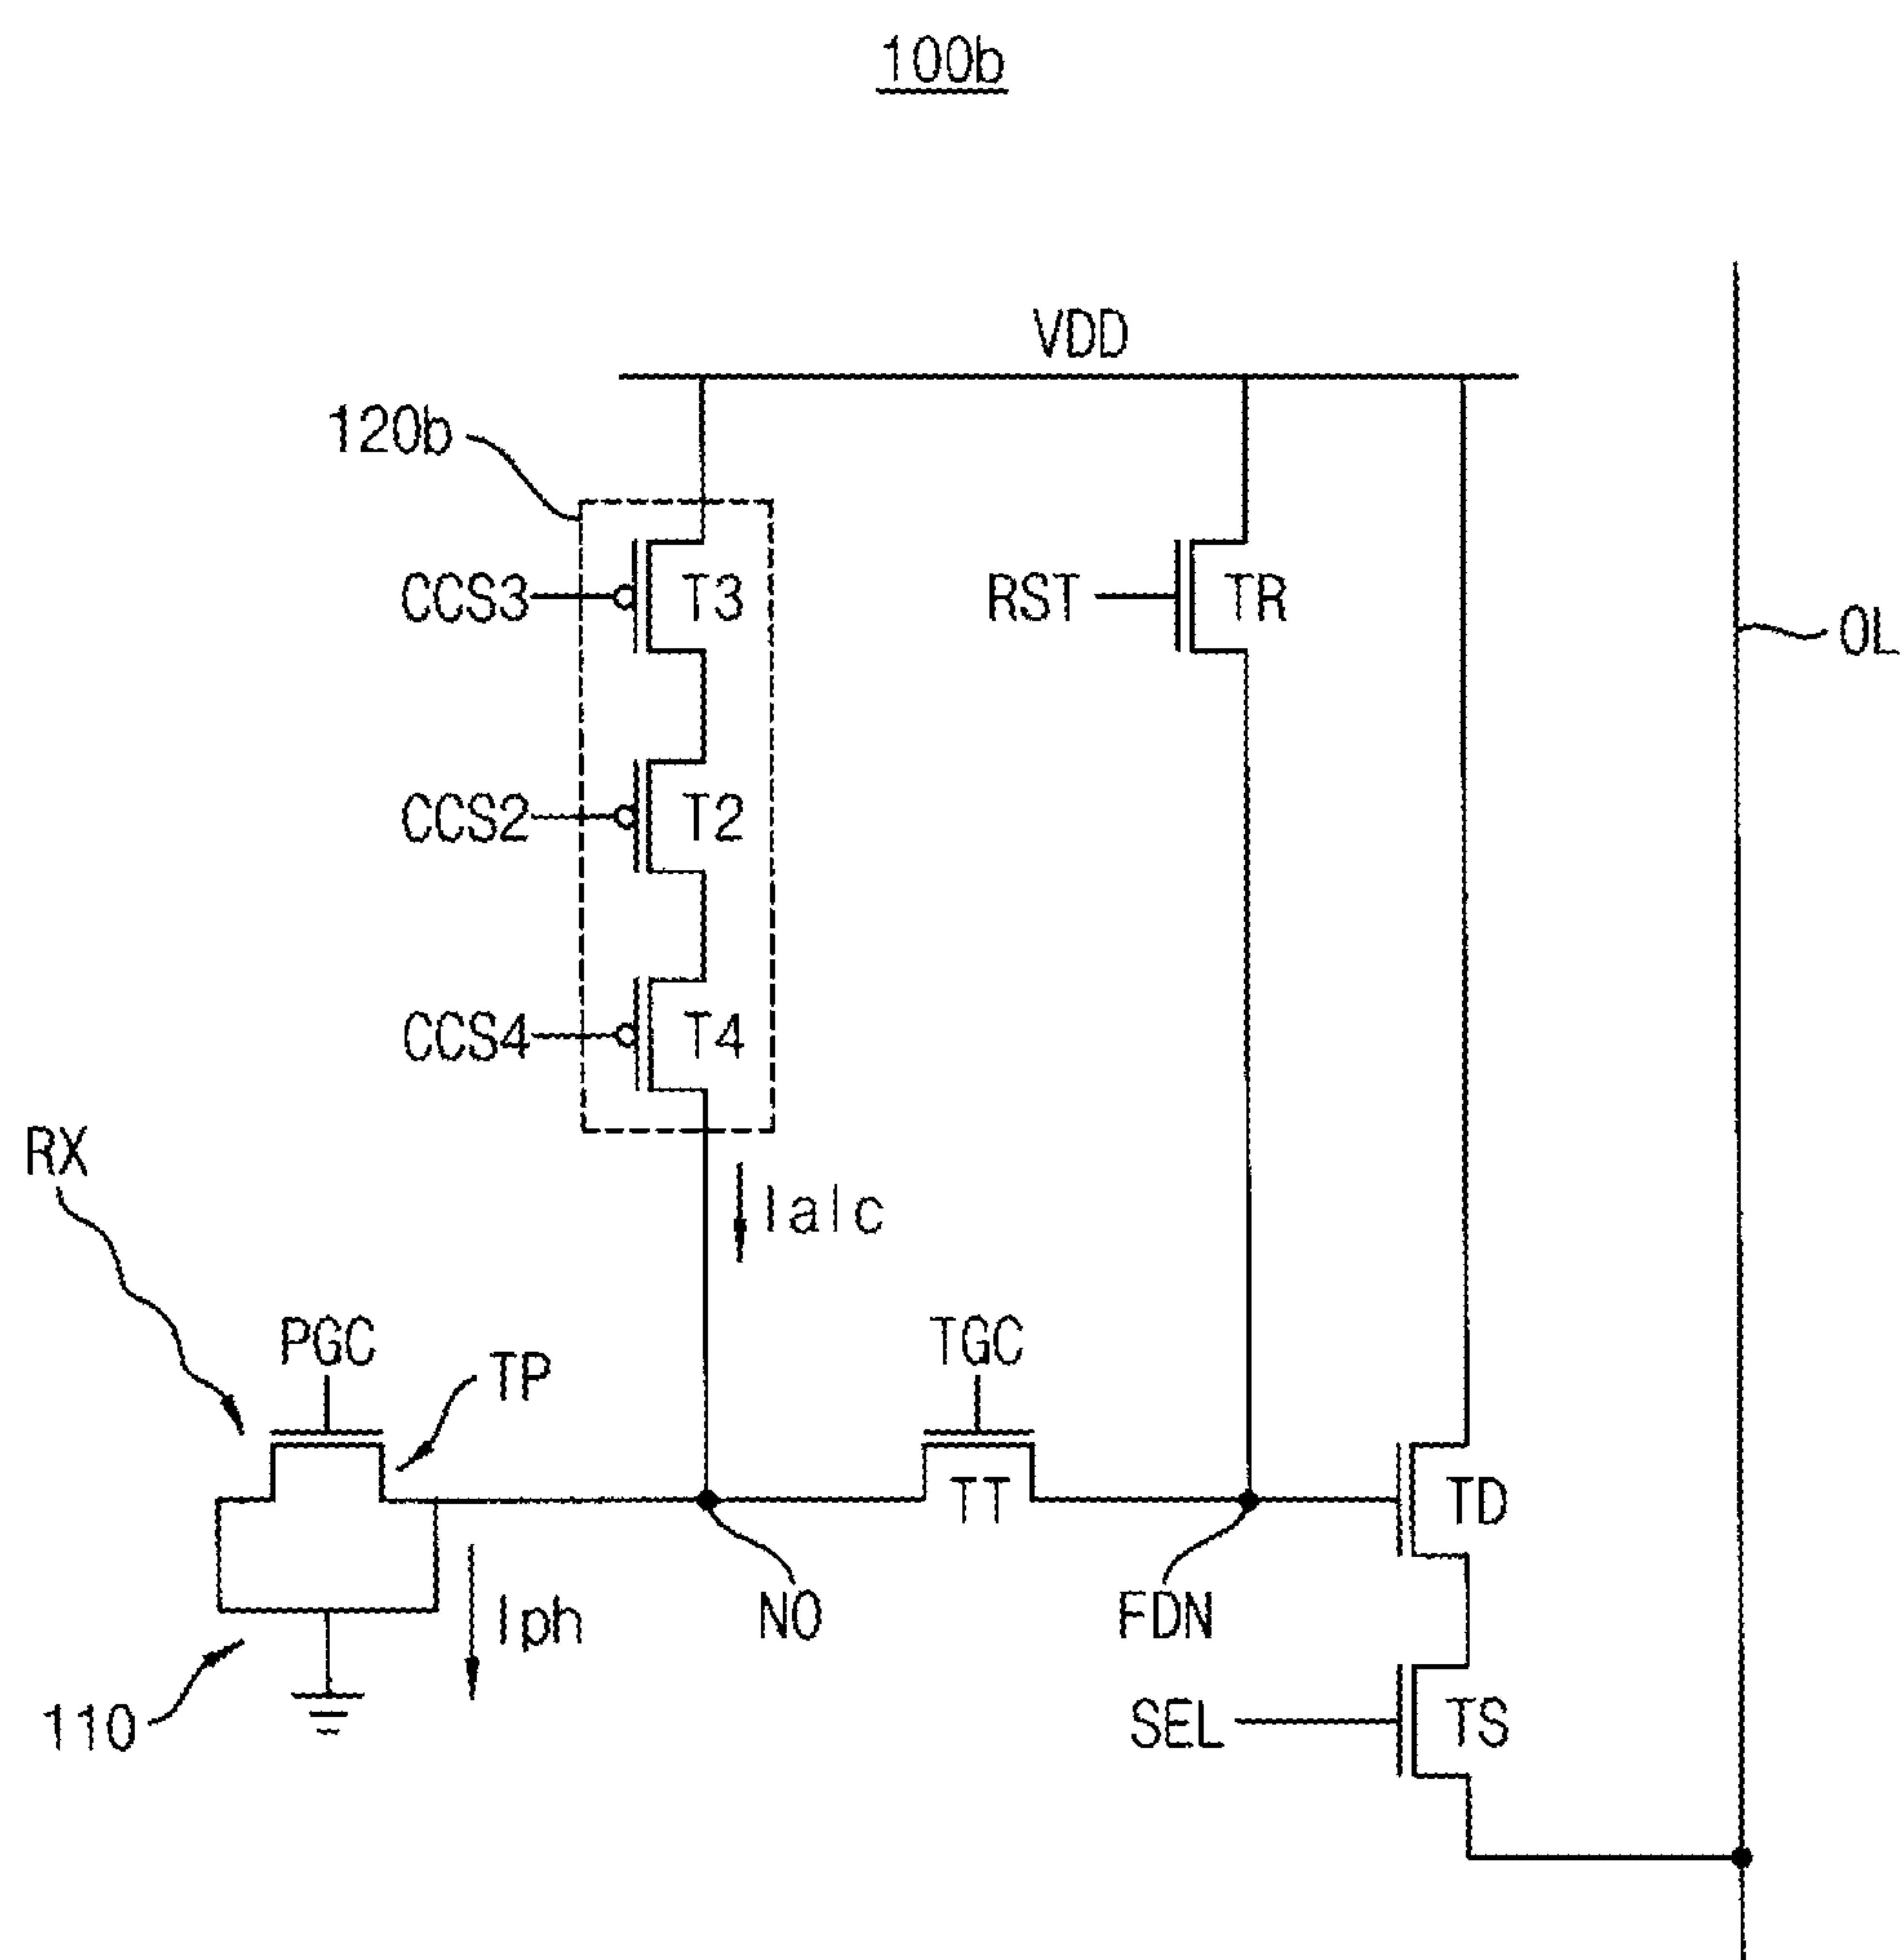 100b
VDD
120b
CCS3
T3
RST
TR
OL
CCS2
T2
CCS4
T4
RX
Ialc
PGC
TP
TGC
TT
TD
NO
FDN
Iph
110
SEL
TS